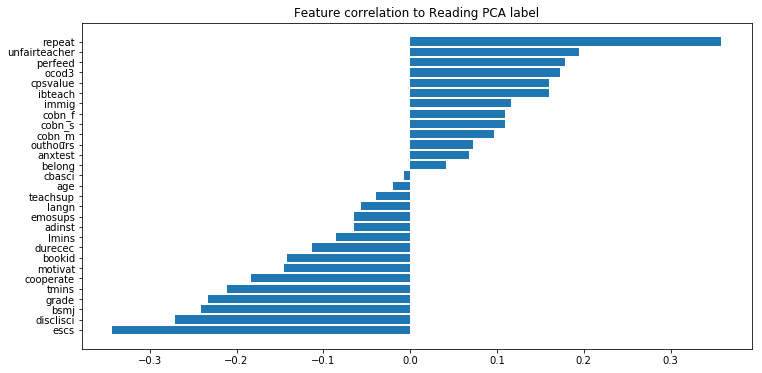 Feature correlation to Reading PCA label
repeat
unfairteacher
perfeed
ocod3
cpsvalue
ibteach
immig
cobn_f
cobn_s
cobn_m
outhours
anxtest
belong
cbasci
age
teachsup
langn
emosups
adinst
lmins
durecec
bookid
motivat
cooperate
tmins
grade
bsmj
disclisci
escs
−0.3 −0.2 −0.1 0.0 0.1 0.2 0.3